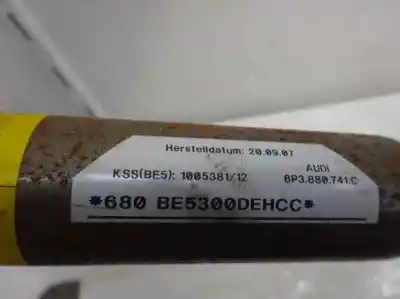 Herstelldatum: 20.09.07
AUDI
KSS(BE5): 1005381/12
8P3.880.741.C
*680 BE5300DEHCC*